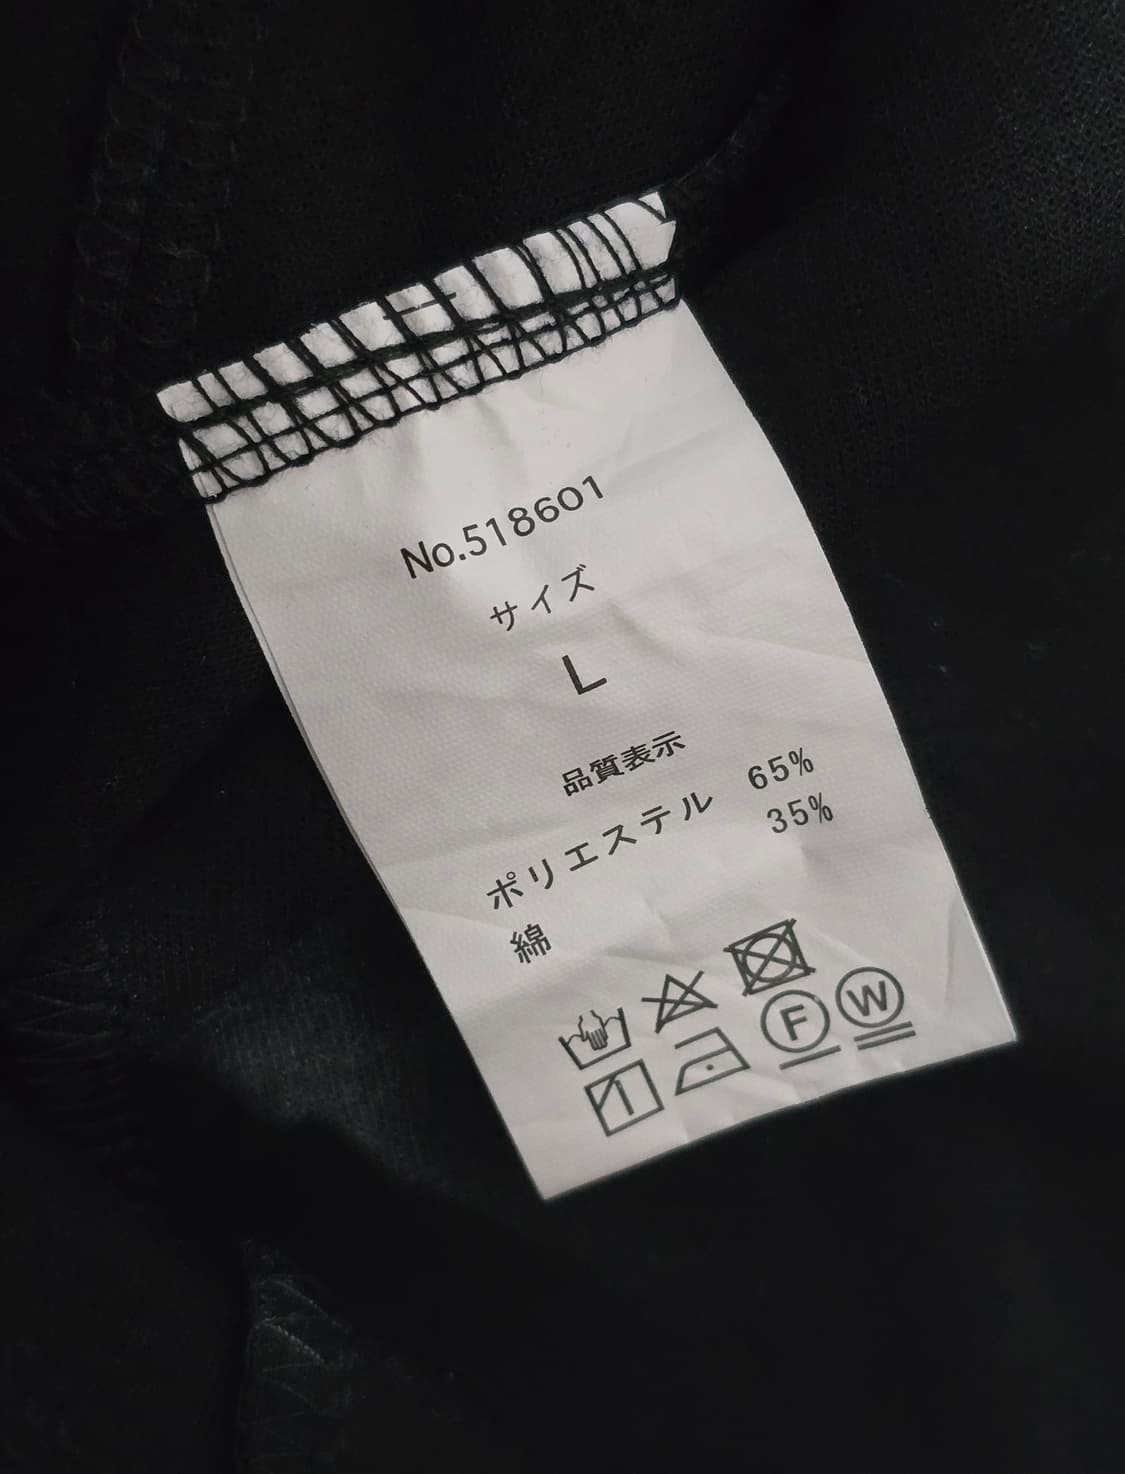 No.518601
サイズ
L
品質表示
ポリエステル 65%
綿 35%
F W